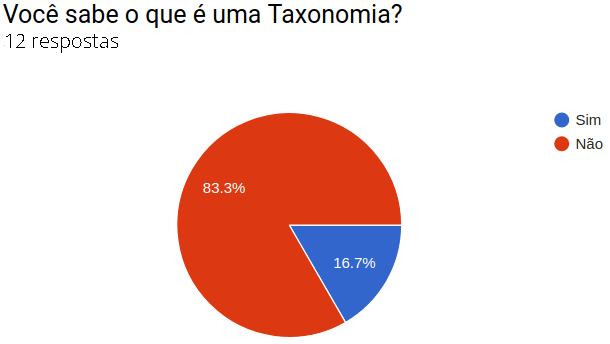 Você sabe o que é uma Taxonomia?
12 respostas
Sim
Não
83.3%
16.7%